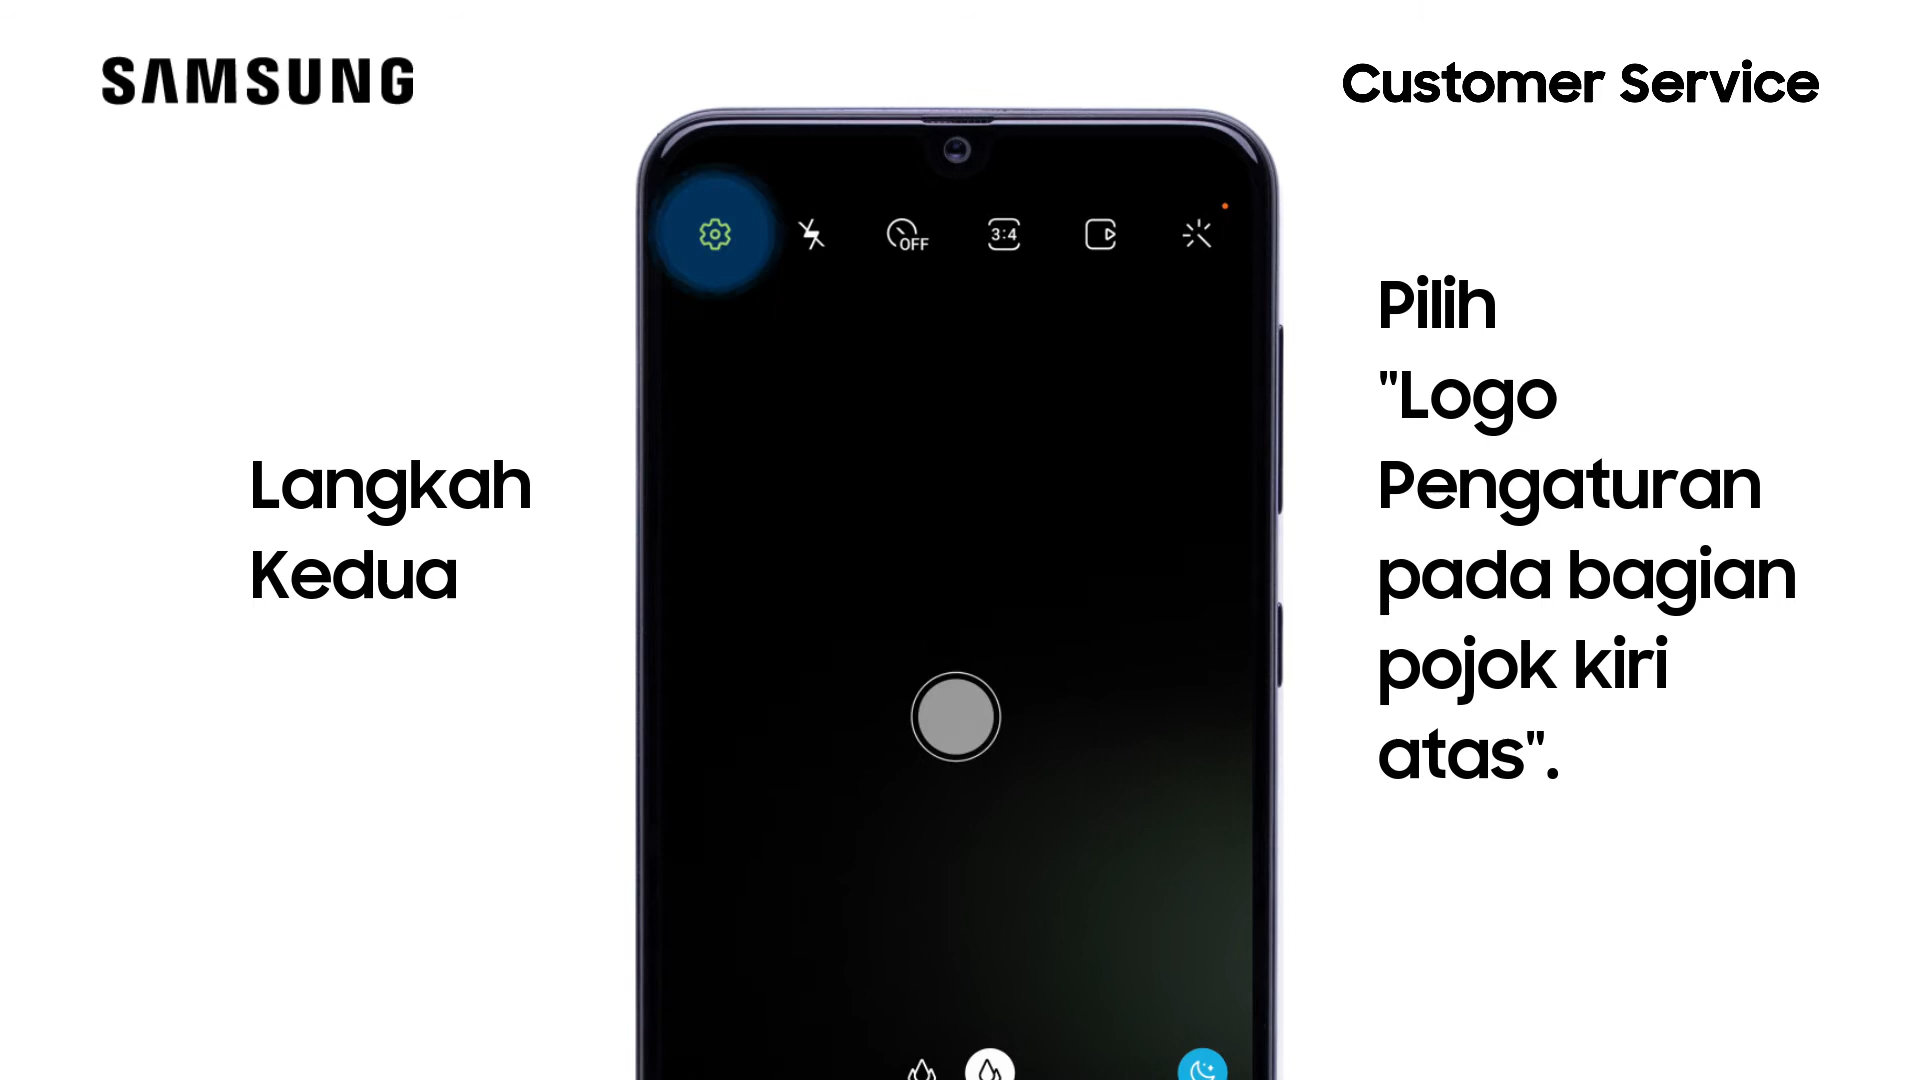 SAMSUNG
Customer Service
OFF
3:4
Langkah
Kedua
Pilih
"Logo
Pengaturan
pada bagian
pojok kiri
atas".